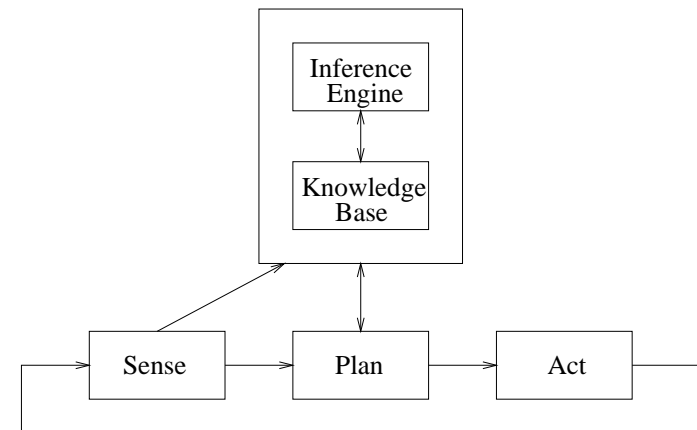 Inference
Engine
Knowledge
Base
Sense
Plan
Act